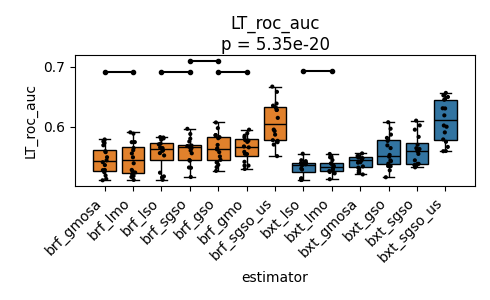 LT_roc_auc
p = 5.35e-20
LT_roc_auc
0.7
0.6
brf_gmosa
brf_lmo
brf_lso
brf_sgso
brf_gso
brf_gmo
brf_sgso_us
bxt_lso
bxt_lmo
bxt_gmosa
bxt_gso
bxt_sgso
bxt_sgso_us
estimator